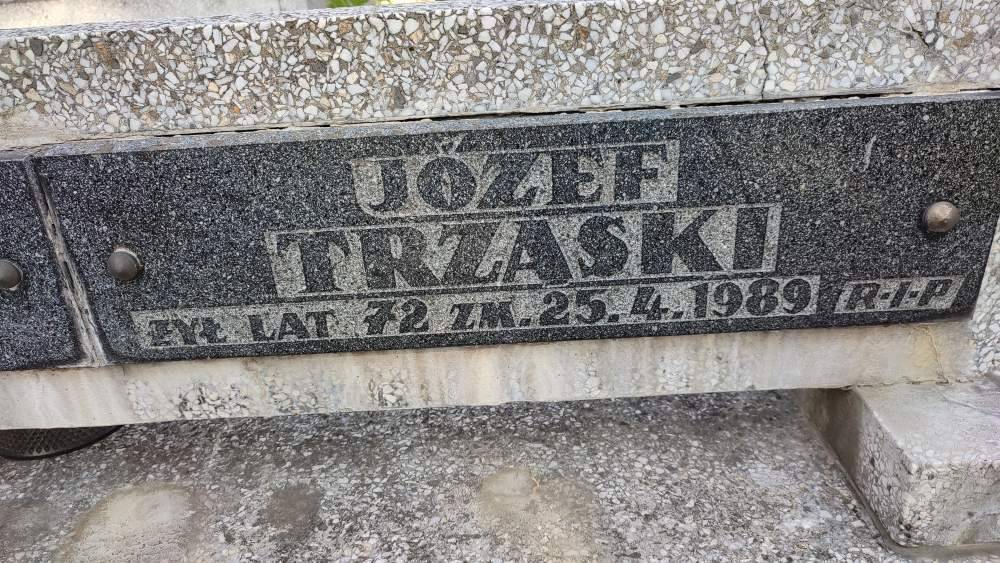 JÓZEF
TRZASKI
ŻYŁ LAT 72 ZM. 25.4.1989 R-I-P